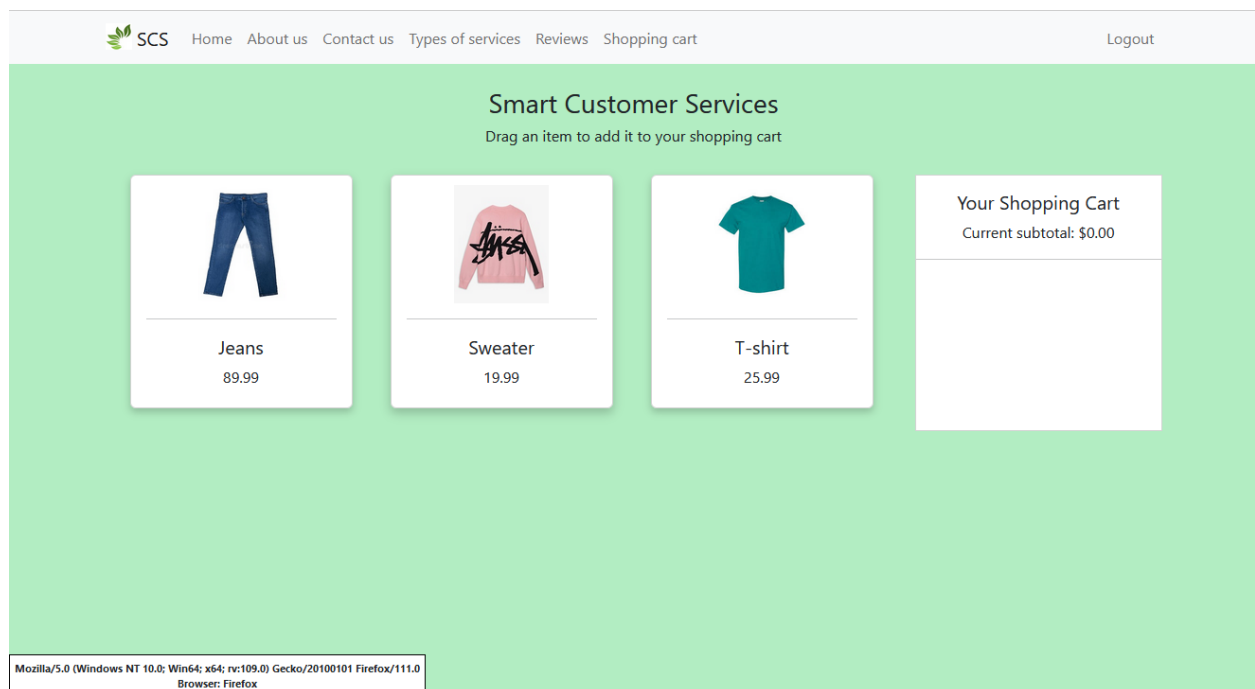 SCS Home About us Contact us Types of services Reviews Shopping cart Logout
Smart Customer Services
Drag an item to add it to your shopping cart
Jeans
89.99
Sweater
19.99
T-shirt
25.99
Your Shopping Cart
Current subtotal: $0.00
Mozilla/5.0 (Windows NT 10.0; Win64; x64; rv:109.0) Gecko/20100101 Firefox/111.0
Browser: Firefox